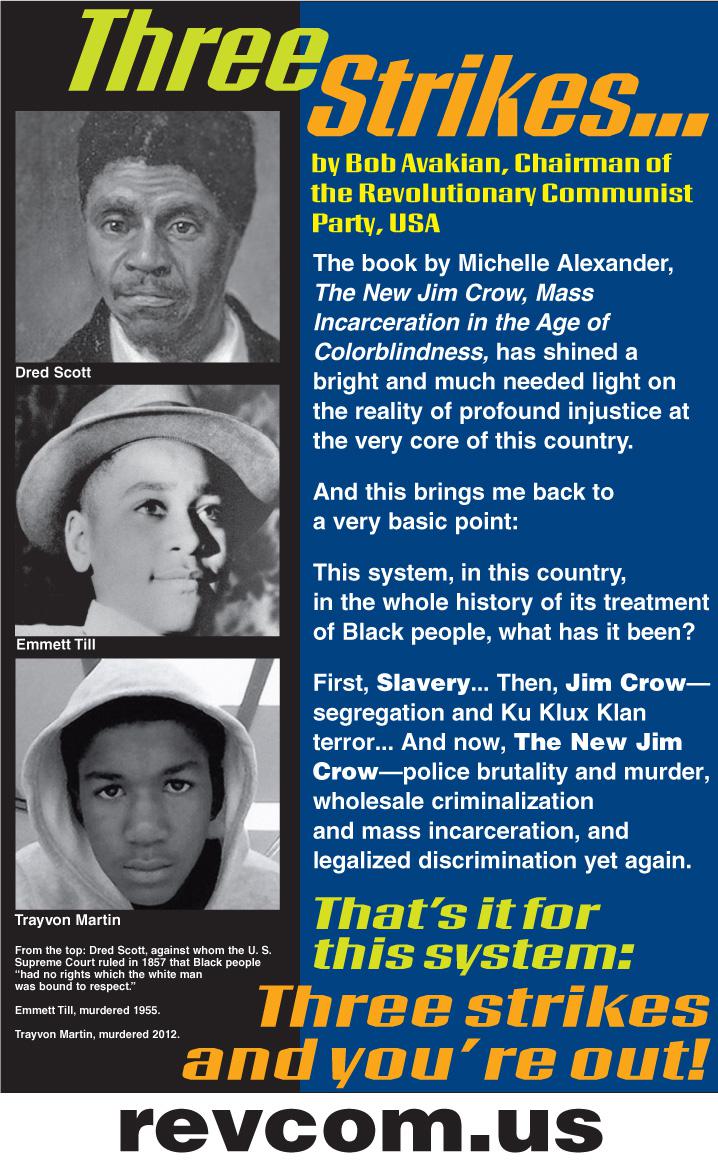 Three
Strikes...
by Bob Avakian, Chairman of
the Revolutionary Communist
Party, USA
The book by Michelle Alexander,
The New Jim Crow, Mass
Incarceration in the Age of
Colorblindness, has shined a
bright and much needed light on
the reality of profound injustice at
the very core of this country.
And this brings me back to
a very basic point:
This system, in this country,
in the whole history of its treatment
of Black people, what has it been?
First, Slavery... Then, Jim Crow—
segregation and Ku Klux Klan
terror... And now, The New Jim
Crow—police brutality and murder,
wholesale criminalization
and mass incarceration, and
legalized discrimination yet again.
That's it for
this system:
Three strikes
and you're out!
Dred Scott
Emmett Till
Trayvon Martin
From the top: Dred Scott, against whom the U. S.
Supreme Court ruled in 1857 that Black people
“had no rights which the white man
was bound to respect.”
Emmett Till, murdered 1955.
Trayvon Martin, murdered 2012.
revcom.us